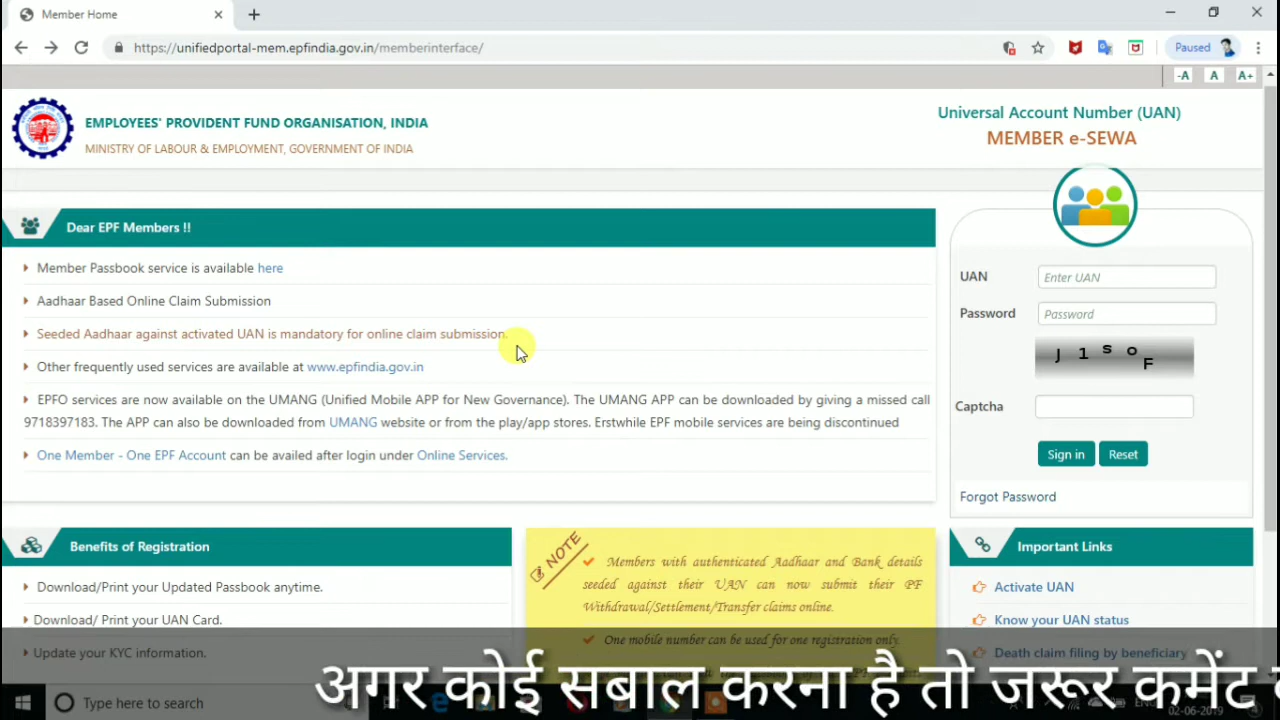 Member Home
https://unifiedportal-mem.epfindia.gov.in/memberinterface/
Paused
-A A A+
EMPLOYEES' PROVIDENT FUND ORGANISATION, INDIA
MINISTRY OF LABOUR & EMPLOYMENT, GOVERNMENT OF INDIA
Universal Account Number (UAN)
MEMBER e-SEWA
Dear EPF Members !!
Member Passbook service is available here
Aadhaar Based Online Claim Submission
Seeded Aadhaar against activated UAN is mandatory for online claim submission.
Other frequently used services are available at www.epfindia.gov.in
EPFO services are now available on the UMANG (Unified Mobile APP for New Governance). The UMANG APP can be downloaded by giving a missed call
9718397183. The APP can also be downloaded from UMANG website or from the play/app stores. Erstwhile EPF mobile services are being discontinued
One Member - One EPF Account can be availed after login under Online Services.
UAN
Enter UAN
Password
Password
J 1 s o F
Captcha
Sign in Reset
Forgot Password
Benefits of Registration
Download/Print your Updated Passbook anytime.
Download/ Print your UAN Card.
Update your KYC information.
NOTE
Members with authenticated Aadhaar and Bank details
seeded against their UAN can now submit their PF
Withdrawal/Settlement/Transfer claims online.
One mobile number can be used for one registration only.
Important Links
Activate UAN
Know your UAN status
Death claim filing by beneficiary
अगर कोई सबाल करना है तो जरूर कमेंट
Type here to search
02-06-2019